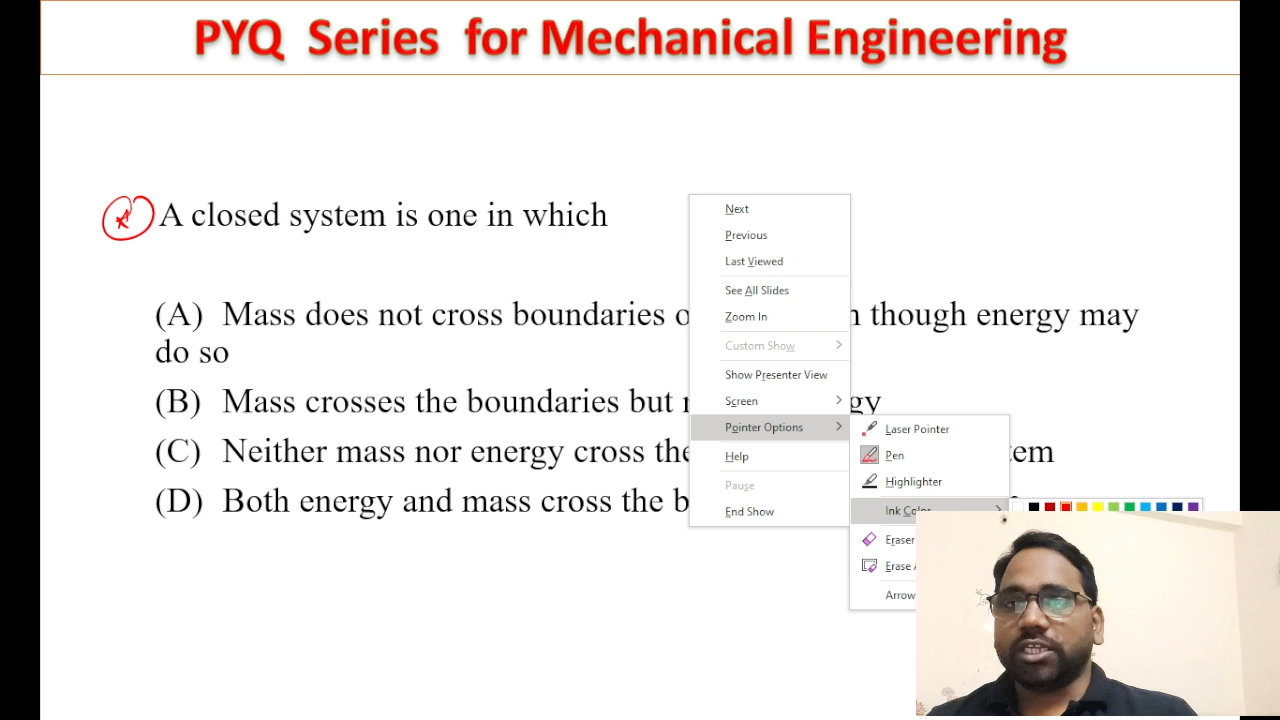 PYQ Series for Mechanical Engineering
A closed system is one in which
(A) Mass does not cross boundaries though energy may
do so
(B) Mass crosses the boundaries but
(C) Neither mass nor energy cross the
(D) Both energy and mass cross the
Next
Previous
Last Viewed
See All Slides
Zoom In
Custom Show
Show Presenter View
Screen
Pointer Options
Help
Pause
End Show
Laser Pointer
Pen
Highlighter
Ink Color
Eraser
Erase
Arrow